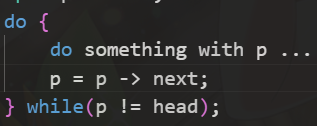 do {
    do something with p ...
    p = p -> next;
} while(p != head);